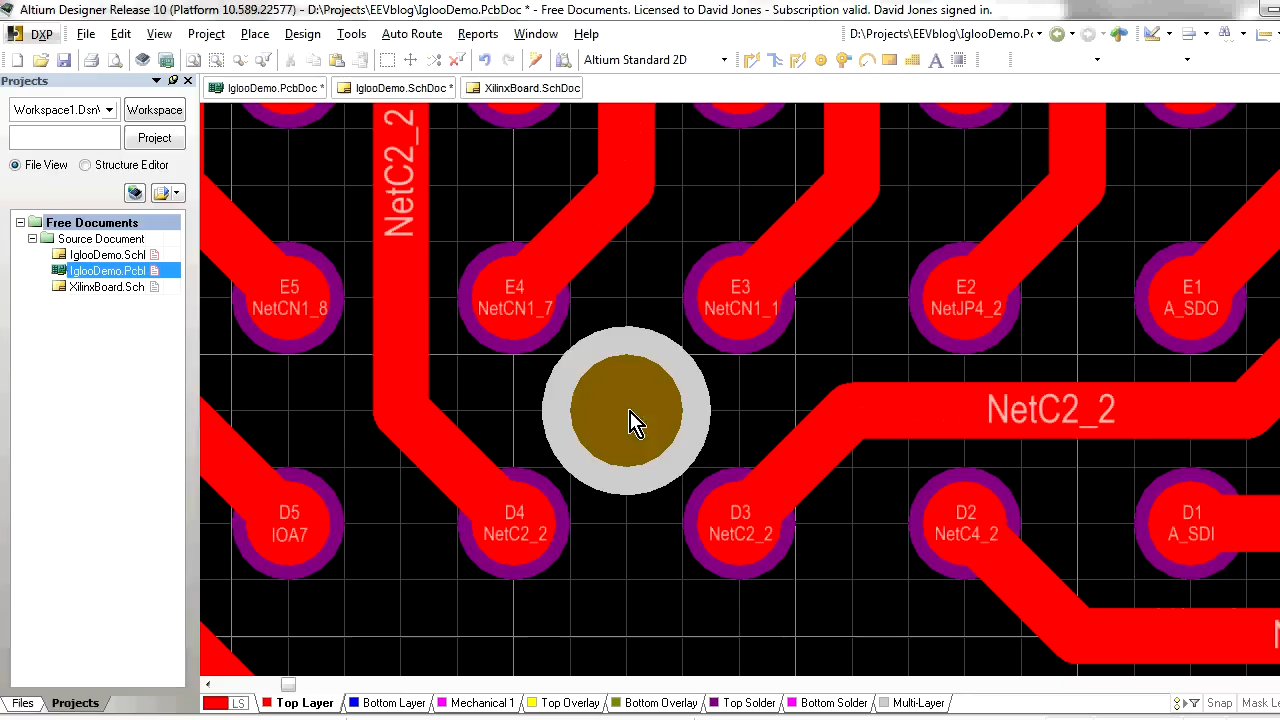 Altium Designer Release 10 (Platform 10.589.22577) - D:\Projects\EEVblog\IglooDemo.PcbDoc * - Free Documents. Licensed to David Jones - Subscription valid. David Jones signed in.
DXP File Edit View Project Place Design Tools Auto Route Reports Window Help D:\Projects\EEVblog\IglooDemo.Pc
Altium Standard 2D
Projects
IglooDemo.PcbDoc * IglooDemo.SchDoc * XilinxBoard.SchDoc
Workspace1.Dsn Workspace
Project
File View Structure Editor
Free Documents
Source Document
IglooDemo.Schl
IglooDemo.Pcbl
XilinxBoard.Sch
NetC2_2
E5
NetCN1_8
E4
NetCN1_7
E3
NetCN1_1
E2
NetJP4_2
E1
A_SDO
NetC2_2
D5
IOA7
D4
NetC2_2
D3
NetC2_2
D2
NetC4_2
D1
A_SDI
N
Files Projects LS Top Layer Bottom Layer Mechanical 1 Top Overlay Bottom Overlay Top Solder Bottom Solder Multi-Layer Snap Mask L